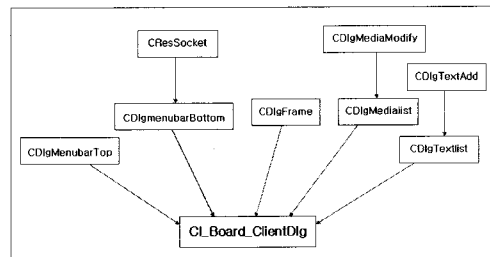 CResSocket
CDlgMediaModify
CDlgTextAdd
CDlgmenubarBottom
CDlgFrame
CDlgMedialist
CDlgMenubarTop
CDlgTextlist
CI_Board_ClientDlg